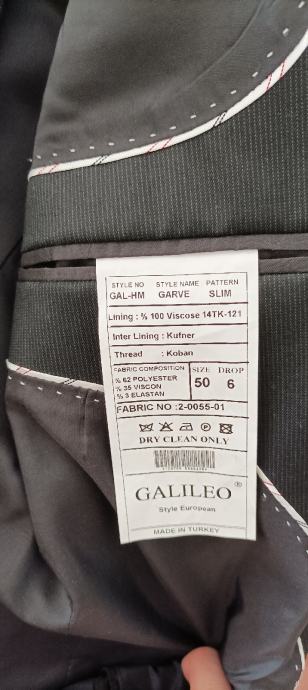 STYLE NO STYLE NAME PATTERN
GAL-HM GARVE SLIM
Lining : % 100 Viscose 14TK-121
Inter Lining : Kufner
Thread : Koban
FABRIC COMPOSITION SIZE DROP
% 62 POLYESTER
% 35 VISCON 50 6
% 3 ELASTAN
FABRIC NO :2-0055-01
DRY CLEAN ONLY
GALILEO®
Style European
MADE IN TURKEY